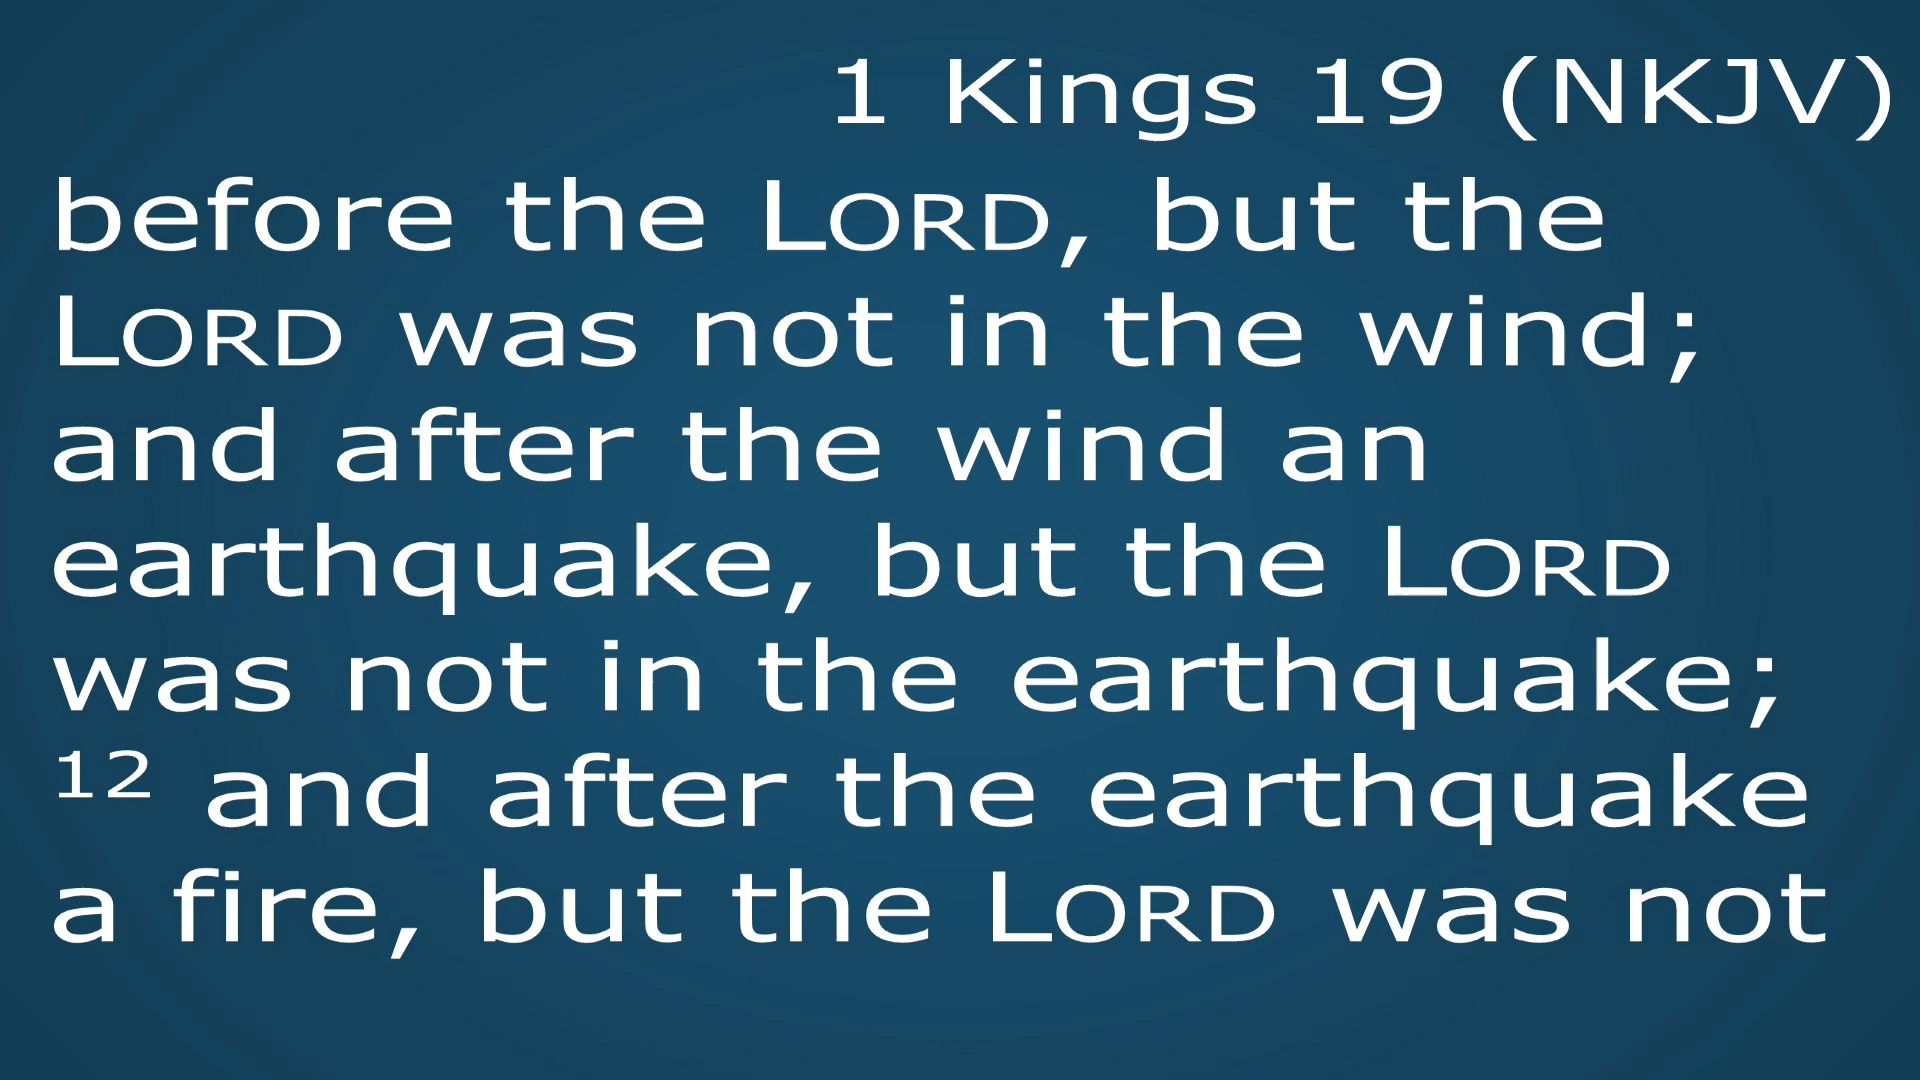 1 Kings 19 (NKJV)
before the LORD, but the
LORD was not in the wind;
and after the wind an
earthquake, but the LORD
was not in the earthquake;
12 and after the earthquake
a fire, but the LORD was not